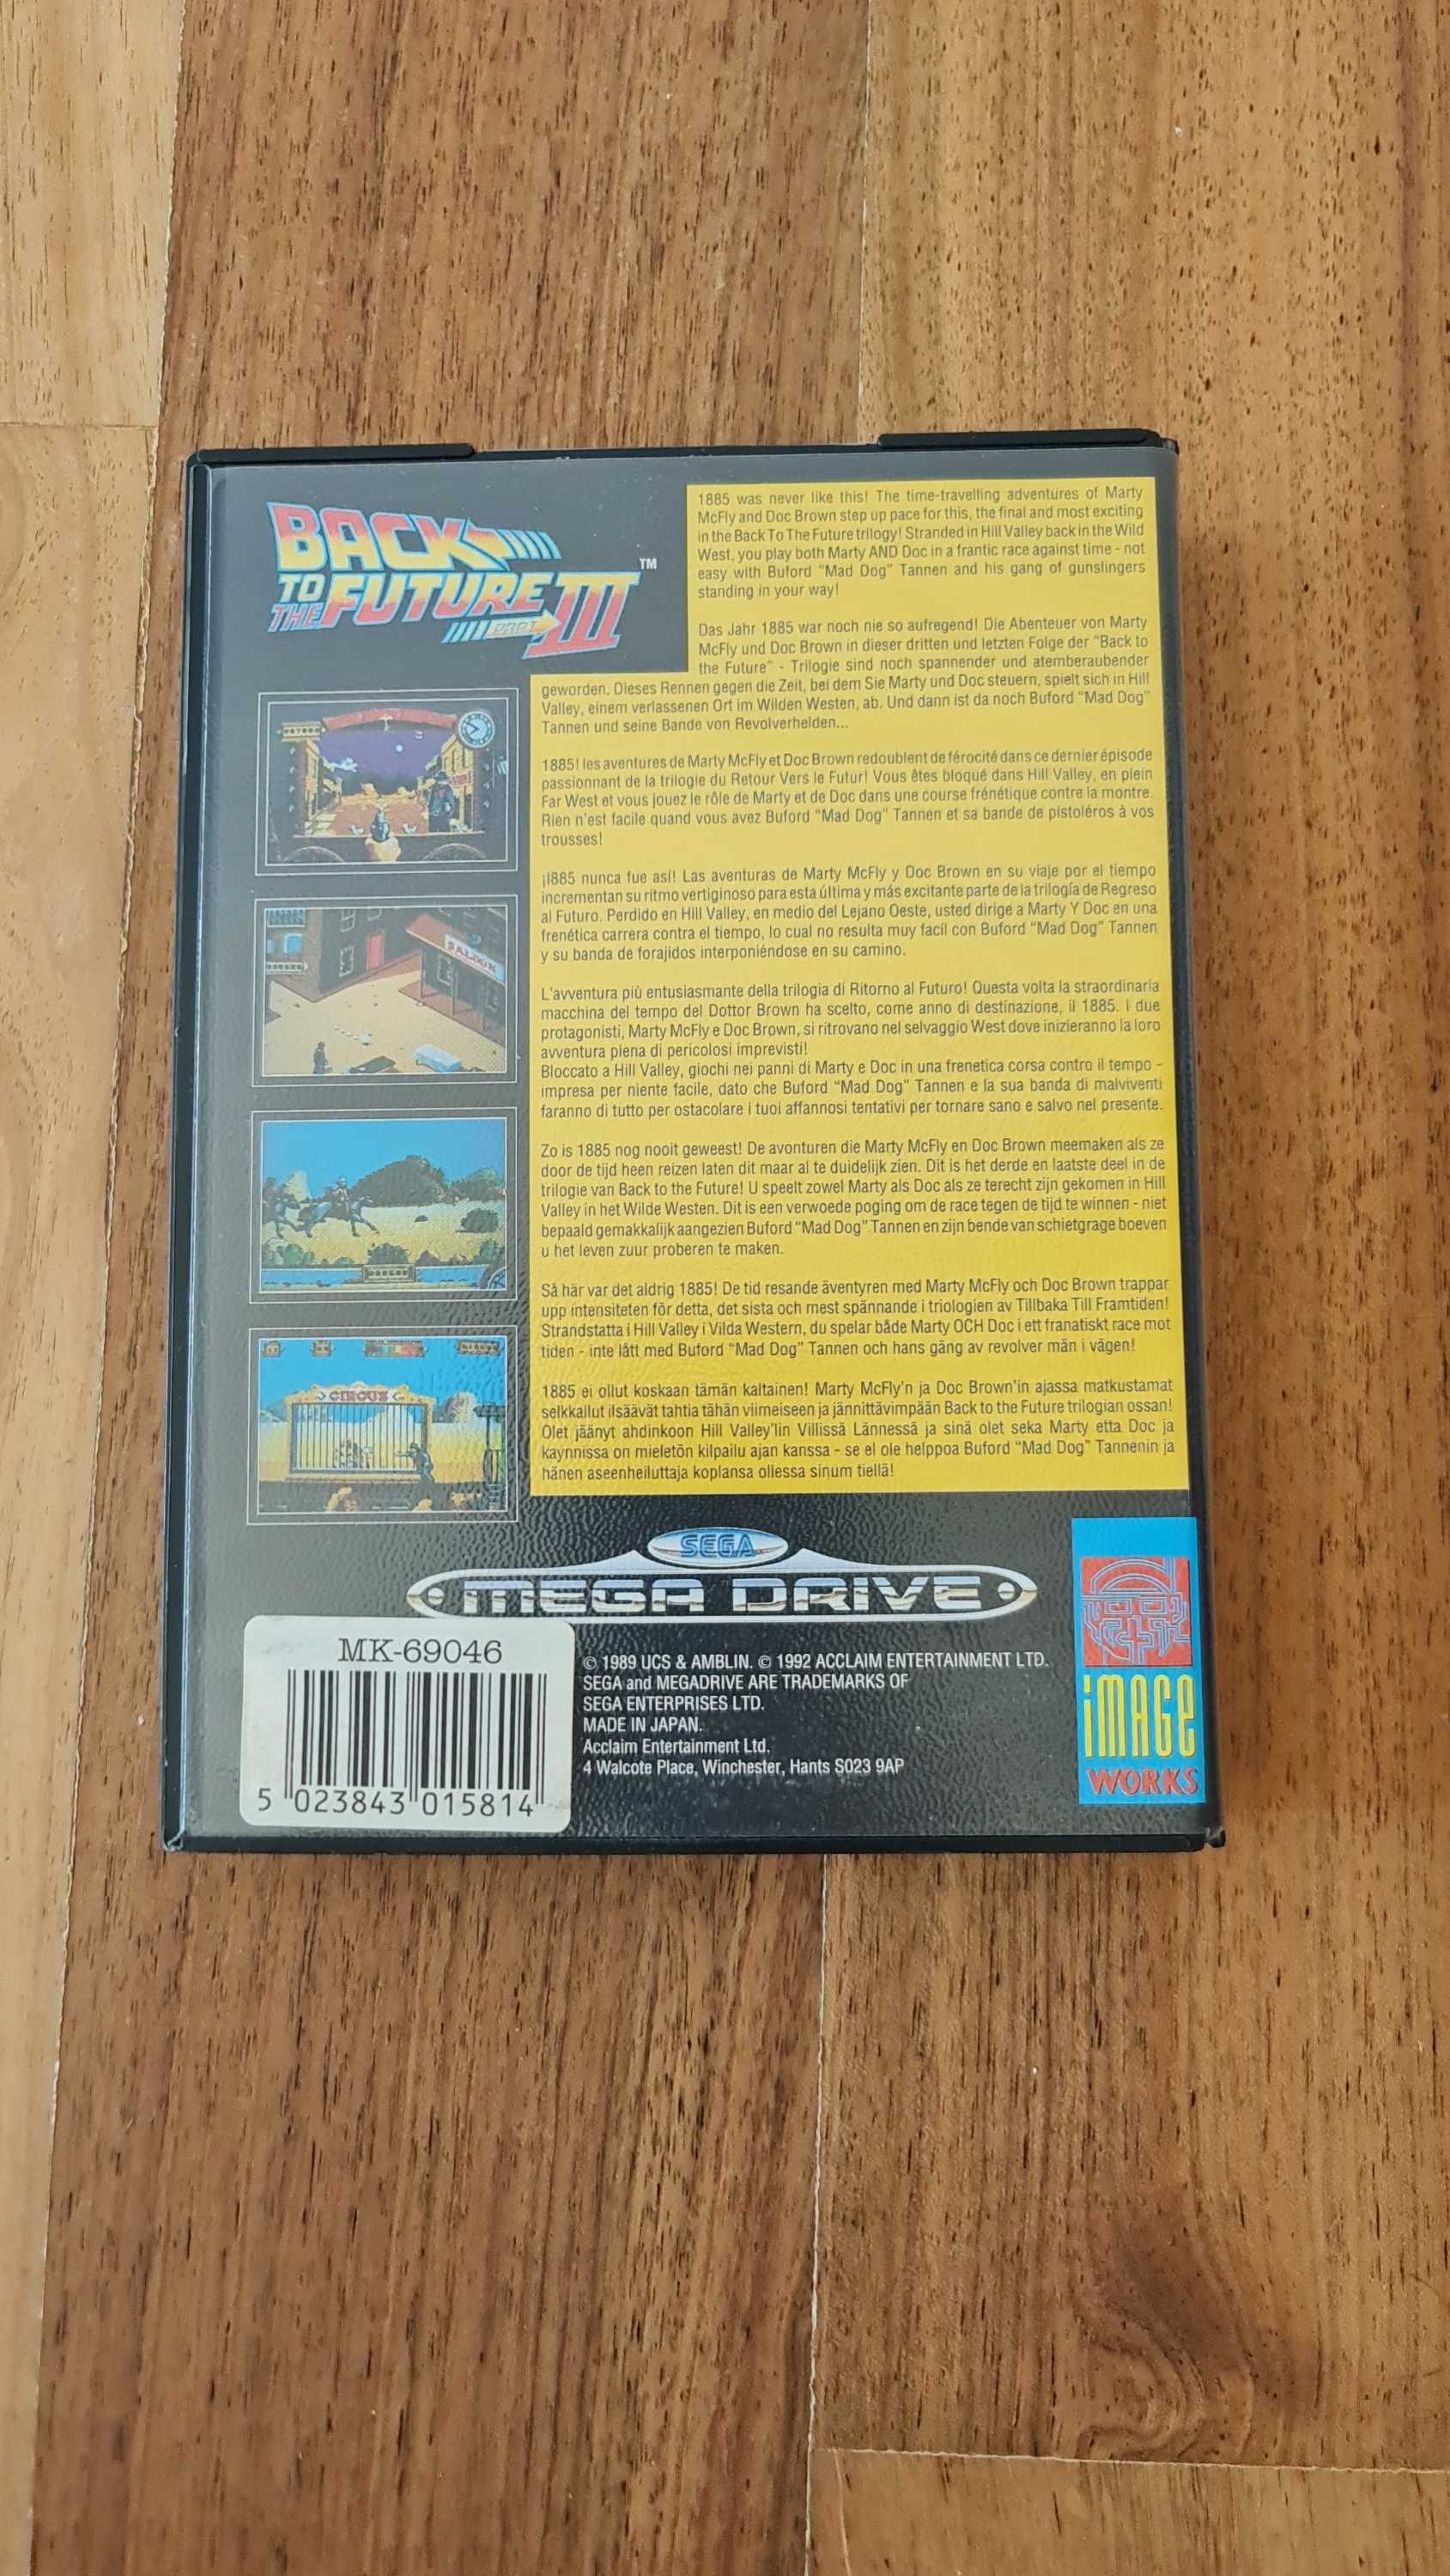 BACK
TO
THE FUTURE
PART III
TM
1885 was never like this! The time-travelling adventures of Marty
McFly and Doc Brown step up pace for this, the final and most exciting
in the Back To The Future trilogy! Stranded in Hill Valley back in the Wild
West, you play both Marty AND Doc in a frantic race against time - not
easy with Buford "Mad Dog" Tannen and his gang of gunslingers
standing in your way!
Das Jahr 1885 war noch nie so aufregend! Die Abenteuer von Marty
McFly und Doc Brown in dieser dritten und letzten Folge der "Back to
the Future" - Trilogie sind noch spannender und atemberaubender
geworden. Dieses Rennen gegen die Zeit, bei dem Sie Marty und Doc steuern, spielt sich in Hill
Valley, einem verlassenen Ort im Wilden Westen, ab. Und dann ist da noch Buford "Mad Dog"
Tannen und seine Bande von Revolverhelden...
1885! les aventures de Marty McFly et Doc Brown redoublent de férocité dans ce dernier épisode
passionnant de la trilogie du Retour Vers le Futur! Vous êtes bloqué dans Hill Valley, en plein
Far West et vous jouez le rôle de Marty et de Doc dans une course frénétique contre la montre.
Rien n'est facile quand vous avez Buford "Mad Dog" Tannen et sa bande de pistoléros à vos
trousses!
¡1885 nunca fue así! Las aventuras de Marty McFly y Doc Brown en su viaje por el tiempo
incrementan su ritmo vertiginoso para esta última y más excitante parte de la trilogía de Regreso
al Futuro. Perdido en Hill Valley, en medio del Lejano Oeste, usted dirige a Marty Y Doc en una
frenética carrera contra el tiempo, lo cual no resulta muy facíl con Buford "Mad Dog" Tannen
y su banda de forajidos interponiéndose en su camino.
L'avventura più entusiasmante della trilogia di Ritorno al Futuro! Questa volta la straordinaria
macchina del tempo del Dottor Brown ha scelto, come anno di destinazione, il 1885. I due
protagonisti, Marty McFly e Doc Brown, si ritrovano nel selvaggio West dove inizieranno la loro
avventura piena di pericolosi imprevisti!
Bloccato a Hill Valley, giochi nei panni di Marty e Doc in una frenetica corsa contro il tempo -
impresa per niente facile, dato che Buford "Mad Dog" Tannen e la sua banda di malviventi
faranno di tutto per ostacolare i tuoi affannosi tentativi per tornare sano e salvo nel presente.
Zo is 1885 nog nooit geweest! De avonturen die Marty McFly en Doc Brown meemaken als ze
door de tijd heen reizen laten dit maar al te duidelijk zien. Dit is het derde en laatste deel in de
trilogie van Back to the Future! U speelt zowel Marty als Doc als ze terecht zijn gekomen in Hill
Valley in het Wilde Westen. Dit is een verwoede poging om de race tegen de tijd te winnen - niet
bepaald gemakkalijk aangezien Buford "Mad Dog" Tannen en zijn bende van schietgrage boeven
u het leven zuur proberen te maken.
Så här var det aldrig 1885! De tid resande äventyren med Marty McFly och Doc Brown trappar
upp intensiteten för detta, det sista och mest spännande i triologien av Tillbaka Till Framtiden!
Strandstatta i Hill Valley i Vilda Western, du spelar både Marty OCH Doc i ett franatiskt race mot
tiden - inte lått med Buford "Mad Dog" Tannen och hans gäng av revolver män i vägen!
1885 ei ollut koskaan tämän kaltainen! Marty McFly'n ja Doc Brown'in ajassa matkustamat
selkkallut ilsäävät tahtia tähän viimeiseen ja jännittävimpään Back to the Future trilogian ossan!
Olet jäänyt ahdinkoon Hill Valley'lin Villissä Lännessä ja sinä olet seka Marty etta Doc ja
kaynnissa on mieletön kilpailu ajan kanssa - se el ole helppoa Buford "Mad Dog" Tannenin ja
hänen aseenheiluttaja koplansa ollessa sinum tiellä!
SALOON
CIRCUS
SEGA
MEGA DRIVE
MK-69046
5 023843 015814
© 1989 UCS & AMBLIN. © 1992 ACCLAIM ENTERTAINMENT LTD.
SEGA and MEGADRIVE ARE TRADEMARKS OF
SEGA ENTERPRISES LTD.
MADE IN JAPAN.
Acclaim Entertainment Ltd.
4 Walcote Place, Winchester, Hants S023 9AP
iMAGE
WORKS